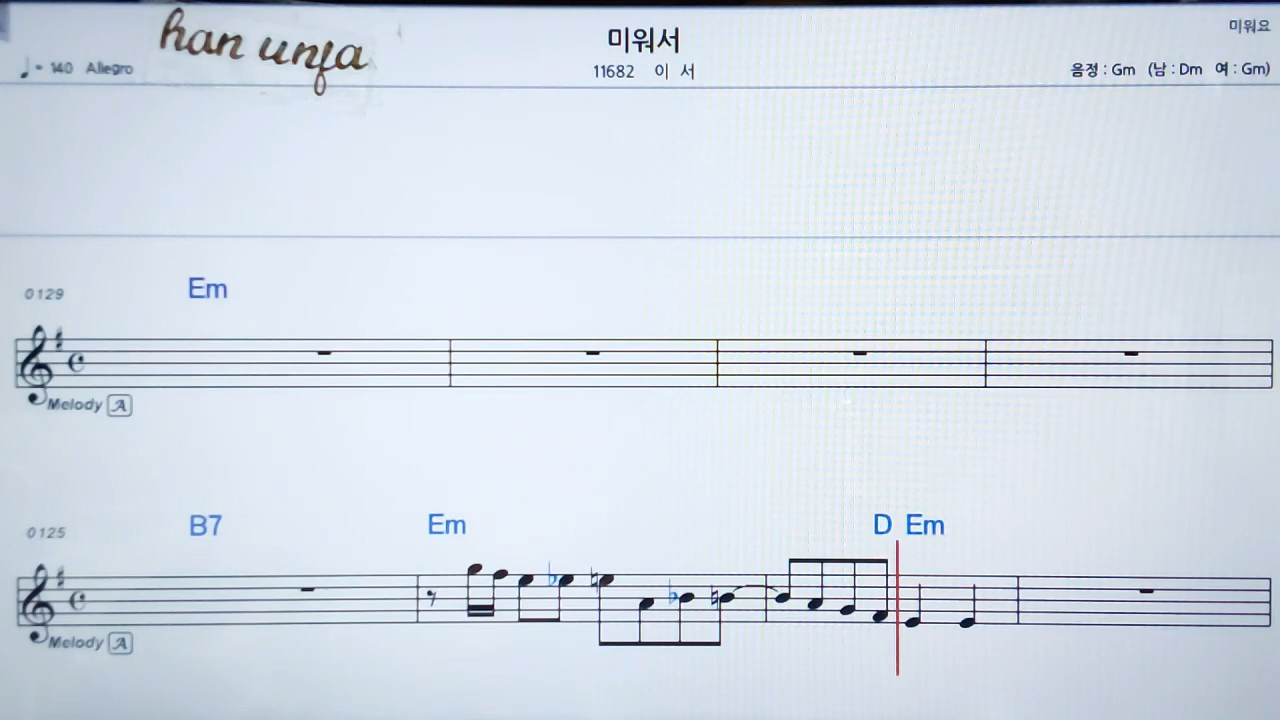 han unja
미워서
미워요
♩= 140 Allegro
11682 이 서
음정 : Gm (남 : Dm 여 : Gm)
0129 Em
Melody A
0125 B7 Em D Em
Melody A